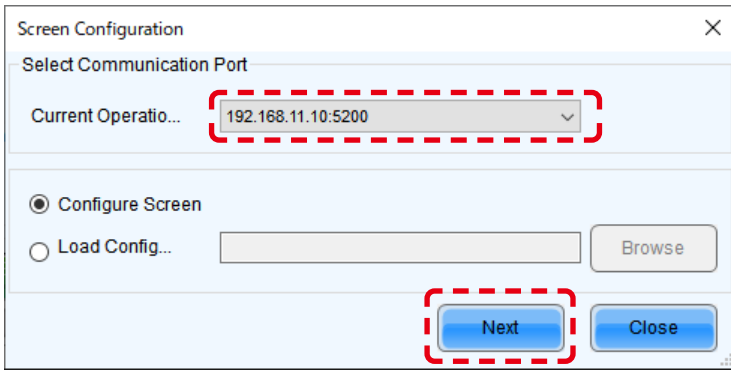 Screen Configuration
Select Communication Port
Current Operatio... 192.168.11.10:5200
Configure Screen
Load Config... Browse
Next Close